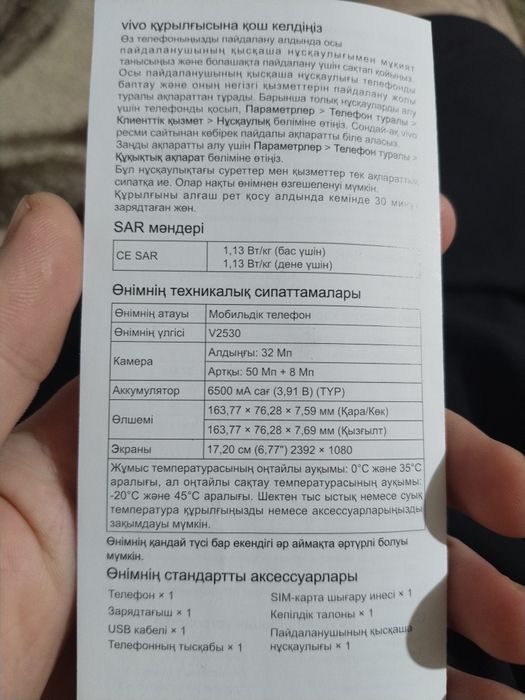 vivo құрылғысына қош келдіңіз
Өз телефоныңызды пайдалану алдында осы
пайдаланушының қысқаша нұсқаулығымен мұқият
танысыңыз және болашақта пайдалану үшін сақтап қойыңыз.
Осы пайдаланушының қысқаша нұсқаулығы телефонды
баптау және оның негізгі қызметтерін пайдалану жолы
туралы ақпараттан тұрады. Барынша толық нұсқауларды алу
үшін телефонды қосып, Параметрлер > Телефон туралы >
Клиенттік қызмет > Нұсқаулық бөліміне өтіңіз. Сондай-ақ vivo
ресми сайтынан көбірек пайдалы ақпаратты біле аласыз.
Заңды ақпаратты алу үшін Параметрлер > Телефон туралы >
Құқықтық ақпарат бөліміне өтіңіз.
Бұл нұсқаулықтағы суреттер мен қызметтер тек ақпараттық
сипатқа ие. Олар нақты өнімнен өзгешеленуі мүмкін.
Құрылғыны алғаш рет қосу алдында кемінде 30 минут
зарядтаған жөн.
SAR мәндері
CE SAR
1,13 Вт/кг (бас үшін)
1,13 Вт/кг (дене үшін)
Өнімнің техникалық сипаттамалары
Өнімнің атауы Мобильдік телефон
Өнімнің үлгісі V2530
Камера
Алдыңғы: 32 Мп
Артқы: 50 Мп + 8 Мп
Аккумулятор 6500 мА сағ (3,91 В) (TYP)
Өлшемі
163,77 × 76,28 × 7,59 мм (Қара/Көк)
163,77 × 76,28 × 7,69 мм (Қызғылт)
Экраны 17,20 см (6,77") 2392 × 1080
Жұмыс температурасының оңтайлы ауқымы: 0°C және 35°C
аралығы, ал оңтайлы сақтау температурасының ауқымы:
-20°C және 45°C аралығы. Шектен тыс ыстық немесе суық
температура құрылғыңызды немесе аксессуарларыңызды
зақымдауы мүмкін.
Өнімнің қандай түсі бар екендігі әр аймақта әртүрлі болуы
мүмкін.
Өнімнің стандартты аксессуарлары
Телефон × 1
Зарядтағыш × 1
USB кабелі × 1
Телефонның тысқабы × 1
SIM-карта шығару инесі × 1
Кепілдік талоны × 1
Пайдаланушының қысқаша
нұсқаулығы × 1